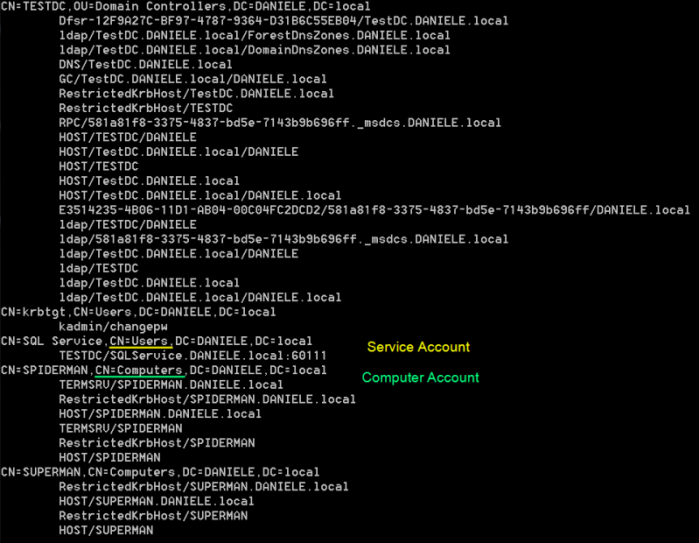 CN=TESTDC,OU=Domain Controllers,DC=DANIELE,DC=local
Dfsr-12F9A27C-BF97-4787-9364-D31B6C55EB04/TestDC.DANIELE.local
ldap/TestDC.DANIELE.local/ForestDnsZones.DANIELE.local
ldap/TestDC.DANIELE.local/DomainDnsZones.DANIELE.local
DNS/TestDC.DANIELE.local
GC/TestDC.DANIELE.local/DANIELE.local
RestrictedKrbHost/TestDC.DANIELE.local
RestrictedKrbHost/TESTDC
RPC/581a81f8-3375-4837-bd5e-7143b9b696ff._msdcs.DANIELE.local
HOST/TESTDC/DANIELE
HOST/TestDC.DANIELE.local/DANIELE
HOST/TESTDC
HOST/TestDC.DANIELE.local
HOST/TestDC.DANIELE.local/DANIELE.local
E3514235-4B06-11D1-AB04-00C04FC2DCD2/581a81f8-3375-4837-bd5e-7143b9b696ff/DANIELE.local
ldap/TESTDC/DANIELE
ldap/581a81f8-3375-4837-bd5e-7143b9b696ff._msdcs.DANIELE.local
ldap/TestDC.DANIELE.local/DANIELE
ldap/TESTDC
ldap/TestDC.DANIELE.local
ldap/TestDC.DANIELE.local/DANIELE.local
CN=krbtgt,CN=Users,DC=DANIELE,DC=local
kadmin/changepw
CN=SQL Service,CN=Users,DC=DANIELE,DC=local
Service Account
TESTDC/SQLService.DANIELE.local:60111
CN=SPIDERMAN,CN=Computers,DC=DANIELE,DC=local
Computer Account
TERMSRV/SPIDERMAN.DANIELE.local
RestrictedKrbHost/SPIDERMAN.DANIELE.local
HOST/SPIDERMAN.DANIELE.local
TERMSRV/SPIDERMAN
RestrictedKrbHost/SPIDERMAN
HOST/SPIDERMAN
CN=SUPERMAN,CN=Computers,DC=DANIELE,DC=local
RestrictedKrbHost/SUPERMAN.DANIELE.local
HOST/SUPERMAN.DANIELE.local
RestrictedKrbHost/SUPERMAN
HOST/SUPERMAN